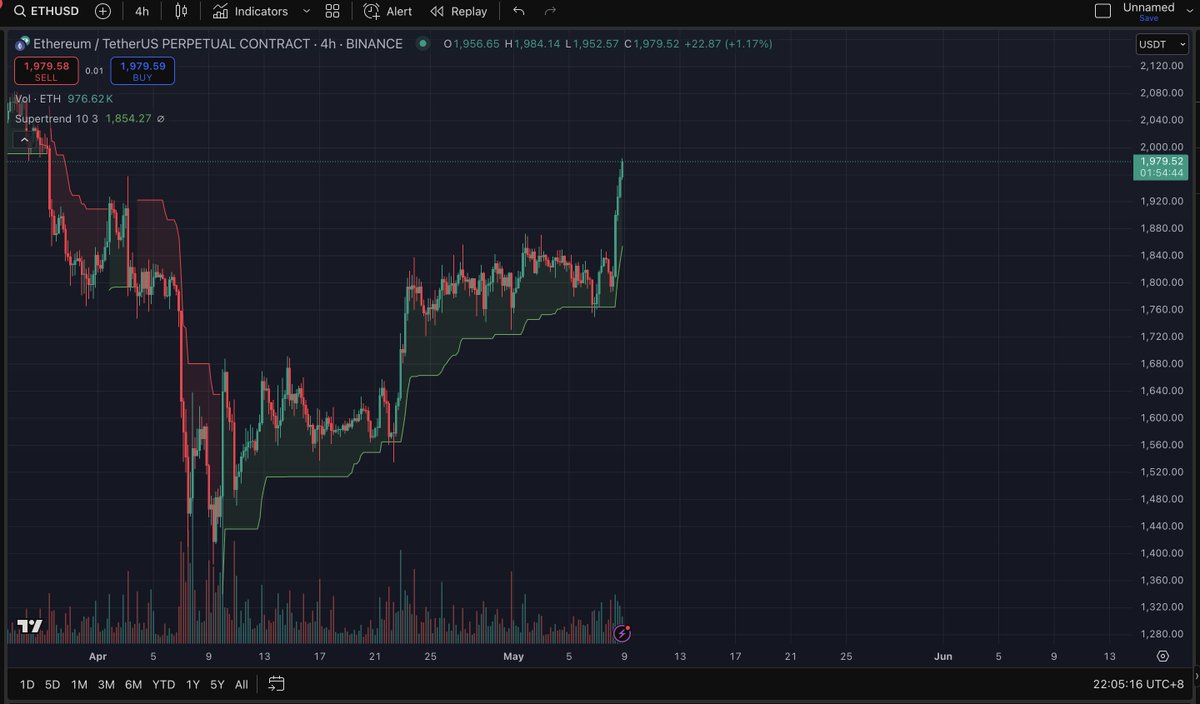 ETHUSD 4h Indicators Alert Replay Unnamed
Save
Ethereum / TetherUS PERPETUAL CONTRACT · 4h · BINANCE O1,956.65 H1,984.14 L1,952.57 C1,979.52 +22.87 (+1.17%) USDT
1,979.58 0.01 1,979.59
SELL BUY
Vol · ETH 976.62K
Supertrend 10 3 1,854.27 ∅
2,120.00
2,080.00
2,040.00
2,000.00
1,979.52
01:54:44
1,920.00
1,880.00
1,840.00
1,800.00
1,760.00
1,720.00
1,680.00
1,640.00
1,600.00
1,560.00
1,520.00
1,480.00
1,440.00
1,400.00
1,360.00
1,320.00
1,280.00
Apr 5 9 13 17 21 25 May 5 9 13 17 21 25 Jun 5 9 13
1D 5D 1M 3M 6M YTD 1Y 5Y All 22:05:16 UTC+8